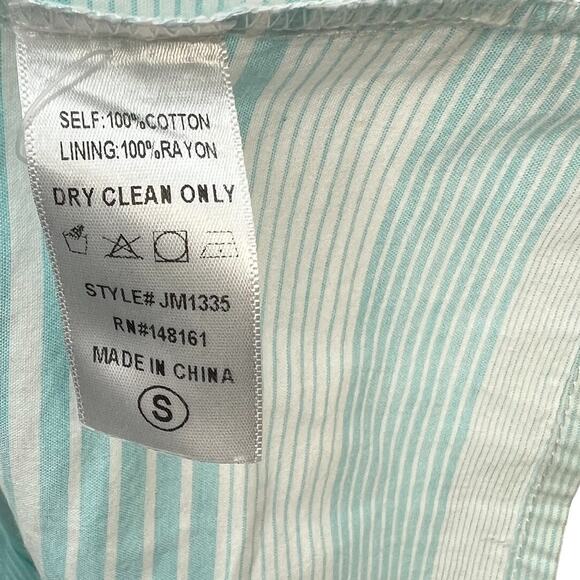 SELF:100%COTTON
LINING:100%RAYON
DRY CLEAN ONLY
STYLE# JM1335
RN#148161
MADE IN CHINA
S